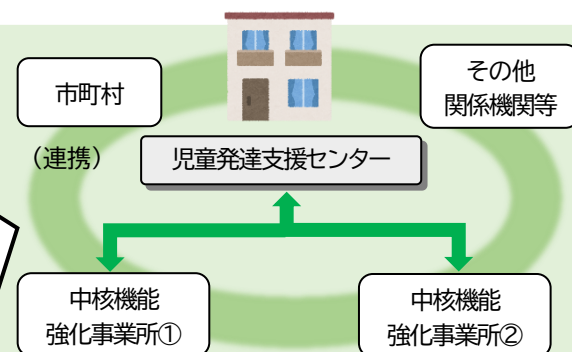 市町村
その他
関係機関等
（連携）
児童発達支援センター
中核機能
強化事業所①
中核機能
強化事業所②